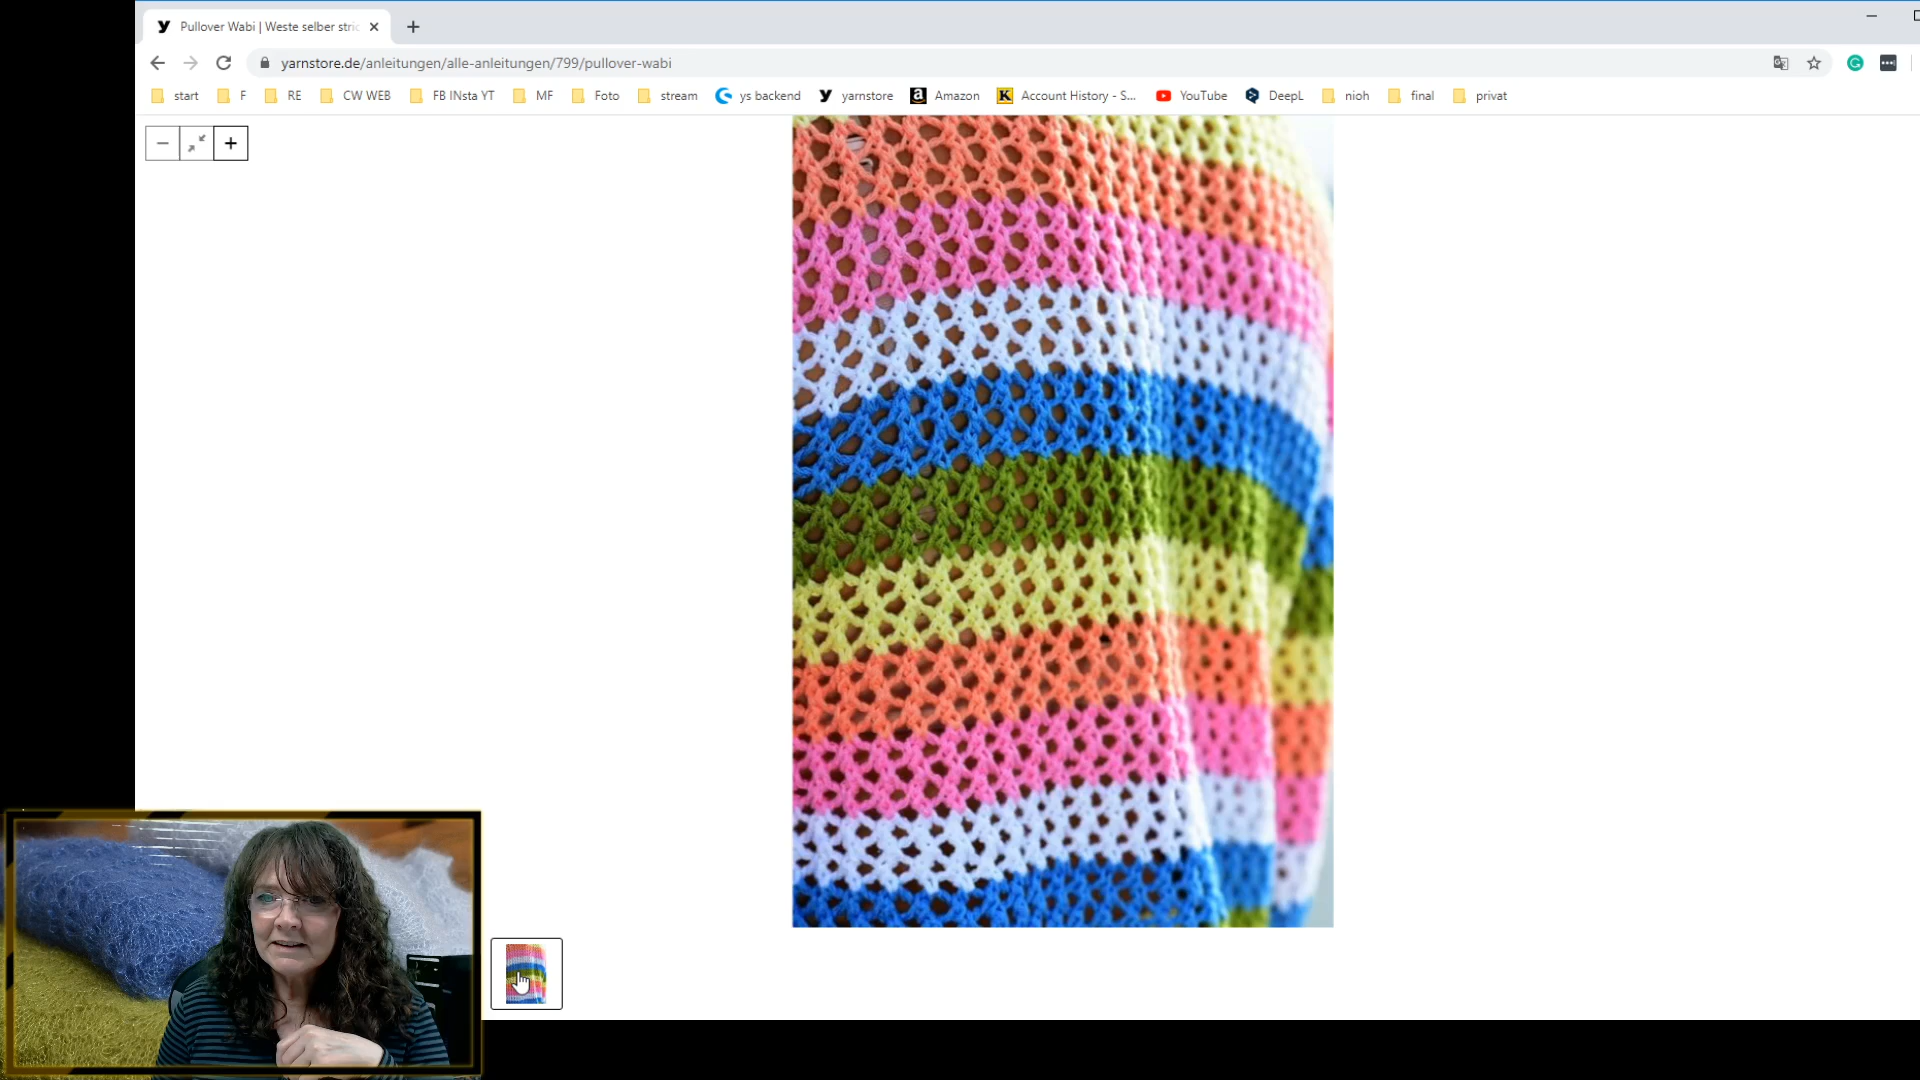 Pullover Wabi | Weste selber stric
yarnstore.de/anleitungen/alle-anleitungen/799/pullover-wabi
start F RE CW WEB FB INsta YT MF Foto stream ys backend yarnstore Amazon Account History - S... YouTube DeepL nioh final privat